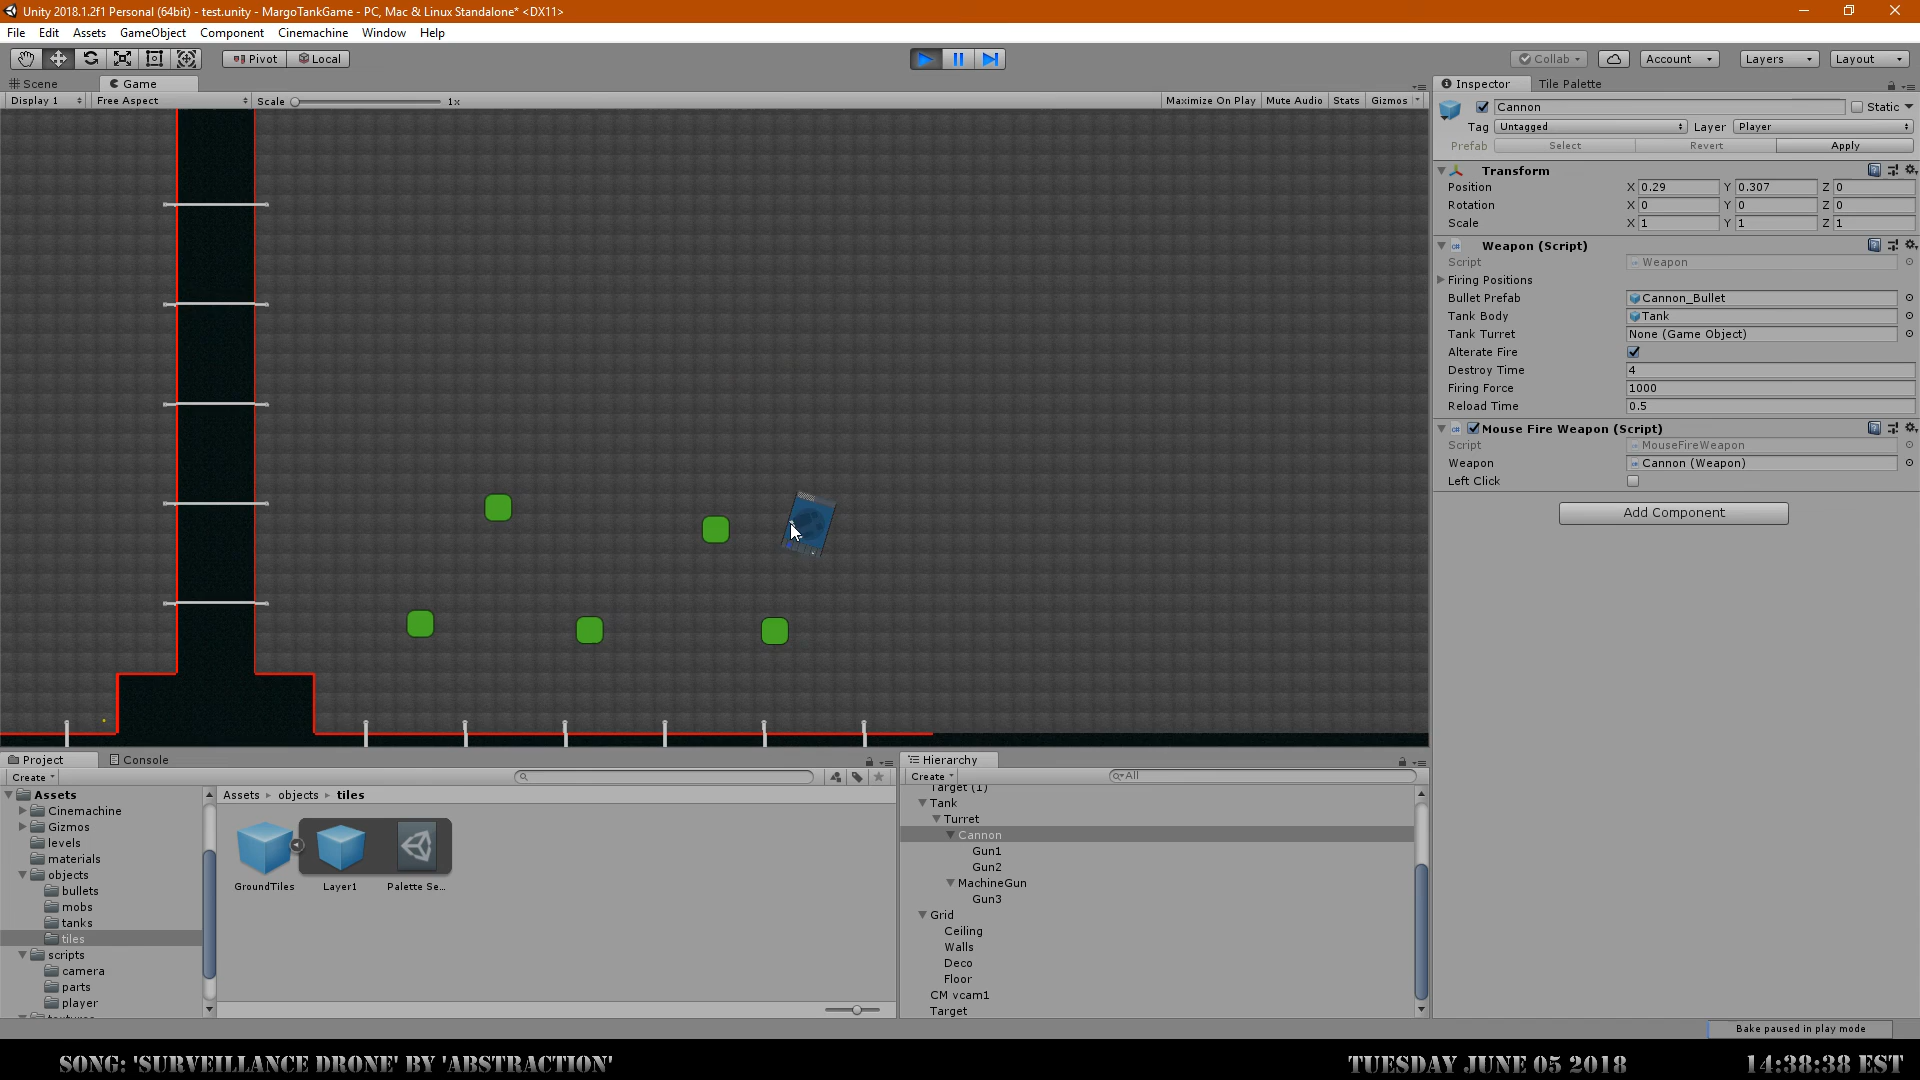 Unity 2018.1.2f1 Personal (64bit) - test.unity - MargoTankGame - PC, Mac & Linux Standalone* <DX11>
File Edit Assets GameObject Component Cinemachine Window Help
Pivot Local Collab Account Layers Layout
Scene Game
Display 1 Free Aspect Scale 1x Maximize On Play Mute Audio Stats Gizmos
Inspector Tile Palette
Cannon Static
Tag Untagged Layer Player
Prefab Select Revert Apply
Transform
Position X 0.29 Y 0.307 Z 0
Rotation X 0 Y 0 Z 0
Scale X 1 Y 1 Z 1
Weapon (Script)
Script Weapon
Firing Positions
Bullet Prefab Cannon_Bullet
Tank Body Tank
Tank Turret None (Game Object)
Alterate Fire
Destroy Time 4
Firing Force 1000
Reload Time 0.5
Mouse Fire Weapon (Script)
Script MouseFireWeapon
Weapon Cannon (Weapon)
Left Click
Add Component
Project Console
Create
Assets
Cinemachine
Gizmos
levels
materials
objects
bullets
mobs
tanks
tiles
scripts
camera
parts
player
Assets objects tiles
GroundTiles Layer1 Palette Se...
Hierarchy
Create All
Target (1)
Tank
Turret
Cannon
Gun1
Gun2
MachineGun
Gun3
Grid
Ceiling
Walls
Deco
Floor
CM vcam1
Target
Bake paused in play mode
SONG: 'SURVEILLANCE DRONE' BY 'ABSTRACTION'
TUESDAY JUNE 05 2018
14:38:38 EST